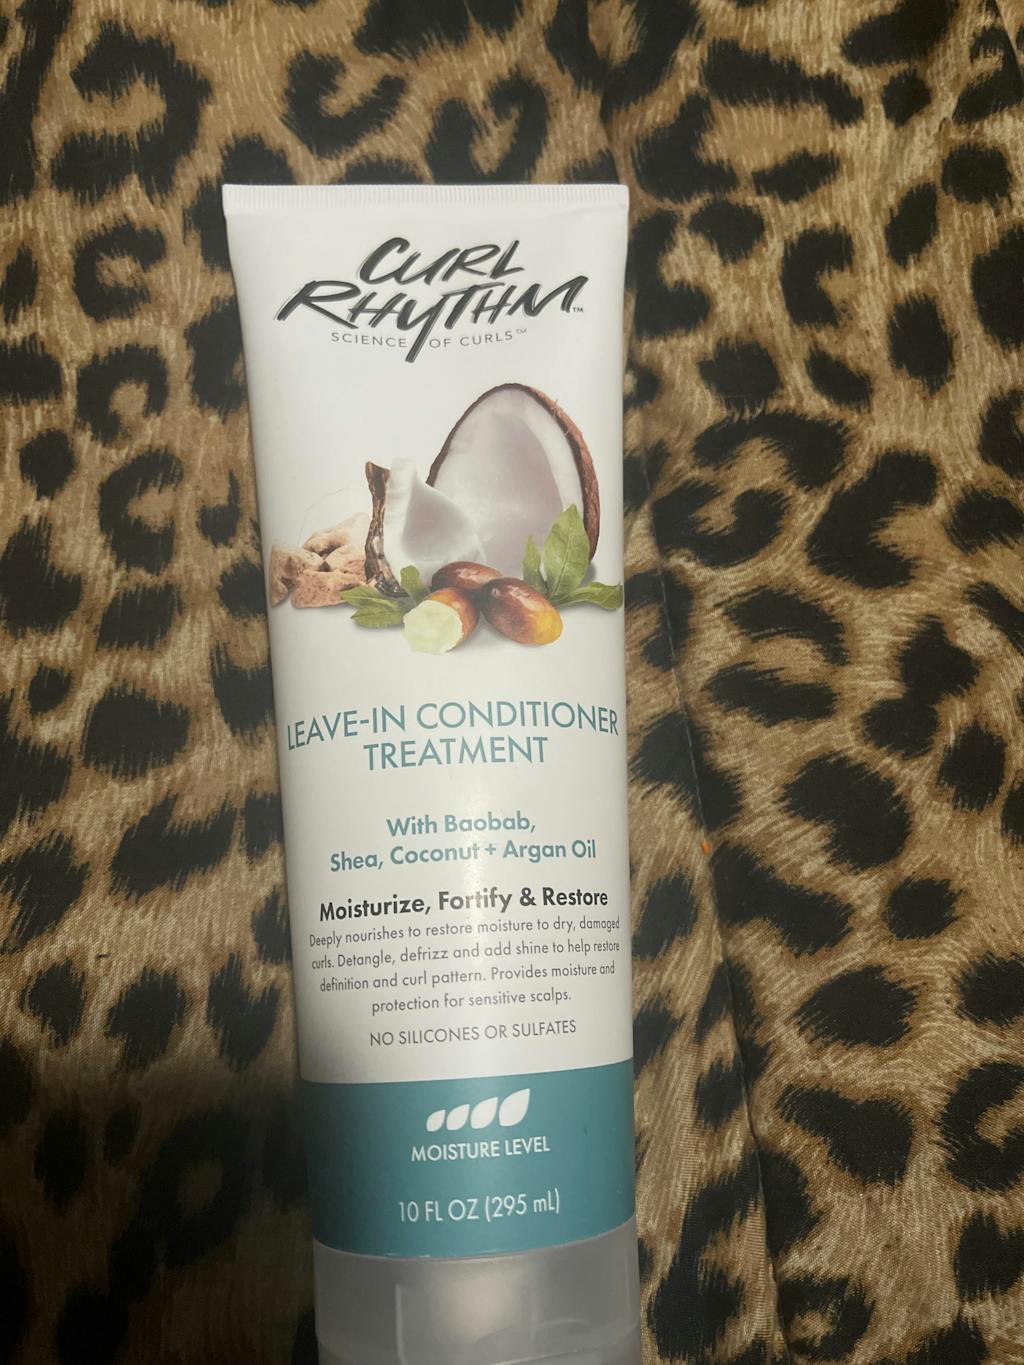 CURL
RHYTHM™
SCIENCE OF CURLS™
LEAVE-IN CONDITIONER
TREATMENT
With Baobab,
Shea, Coconut + Argan Oil
Moisturize, Fortify & Restore
Deeply nourishes to restore moisture to dry, damaged
curls. Detangle, defrizz and add shine to help restore
definition and curl pattern. Provides moisture and
protection for sensitive scalps.
NO SILICONES OR SULFATES
MOISTURE LEVEL
10 FL OZ (295 mL)